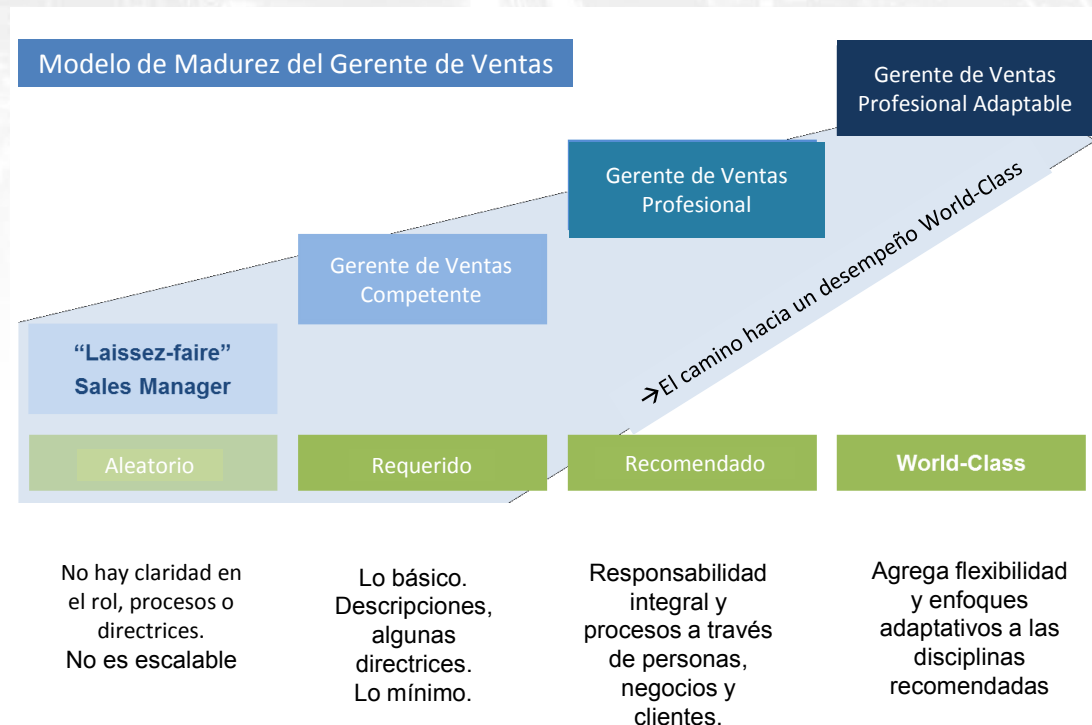 Modelo de Madurez del Gerente de Ventas
Gerente de Ventas
Profesional Adaptable
Gerente de Ventas
Profesional
Gerente de Ventas
Competente
“Laissez-faire”
Sales Manager
→El camino hacia un desempeño World-Class
Aleatorio
Requerido
Recomendado
World-Class
No hay claridad en
el rol, procesos o
directrices.
No es escalable
Lo básico.
Descripciones,
algunas
directrices.
Lo mínimo.
Responsabilidad
integral y
procesos a través
de personas,
negocios y
clientes.
Agrega flexibilidad
y enfoques
adaptativos a las
disciplinas
recomendadas